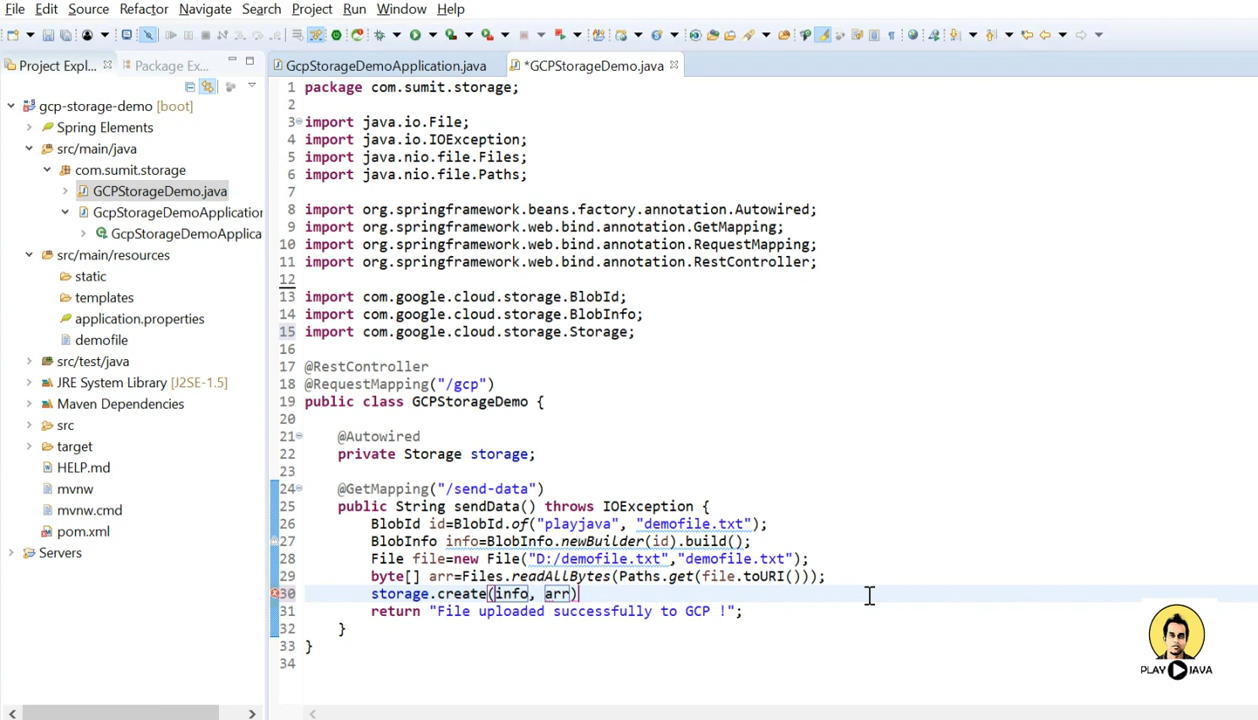 File Edit Source Refactor Navigate Search Project Run Window Help
Project Expl...
Package Ex...
GcpStorageDemoApplication.java
*GCPStorageDemo.java
gcp-storage-demo [boot]
Spring Elements
src/main/java
com.sumit.storage
GCPStorageDemo.java
GcpStorageDemoApplication
GcpStorageDemoApplica
src/main/resources
static
templates
application.properties
demofile
src/test/java
JRE System Library [J2SE-1.5]
Maven Dependencies
src
target
HELP.md
mvnw
mvnw.cmd
pom.xml
Servers
1 package com.sumit.storage;
2
3 import java.io.File;
4 import java.io.IOException;
5 import java.nio.file.Files;
6 import java.nio.file.Paths;
7
8 import org.springframework.beans.factory.annotation.Autowired;
9 import org.springframework.web.bind.annotation.GetMapping;
10 import org.springframework.web.bind.annotation.RequestMapping;
11 import org.springframework.web.bind.annotation.RestController;
12
13 import com.google.cloud.storage.BlobId;
14 import com.google.cloud.storage.BlobInfo;
15 import com.google.cloud.storage.Storage;
16
17 @RestController
18 @RequestMapping("/gcp")
19 public class GCPStorageDemo {
20
21 @Autowired
22 private Storage storage;
23
24 @GetMapping("/send-data")
25 public String sendData() throws IOException {
26 BlobId id=BlobId.of("playjava", "demofile.txt");
27 BlobInfo info=BlobInfo.newBuilder(id).build();
28 File file=new File("D:/demofile.txt","demofile.txt");
29 byte[] arr=Files.readAllBytes(Paths.get(file.toURI()));
30 storage.create(info, arr)
31 return "File uploaded successfully to GCP !";
32 }
33 }
34
PLAY JAVA